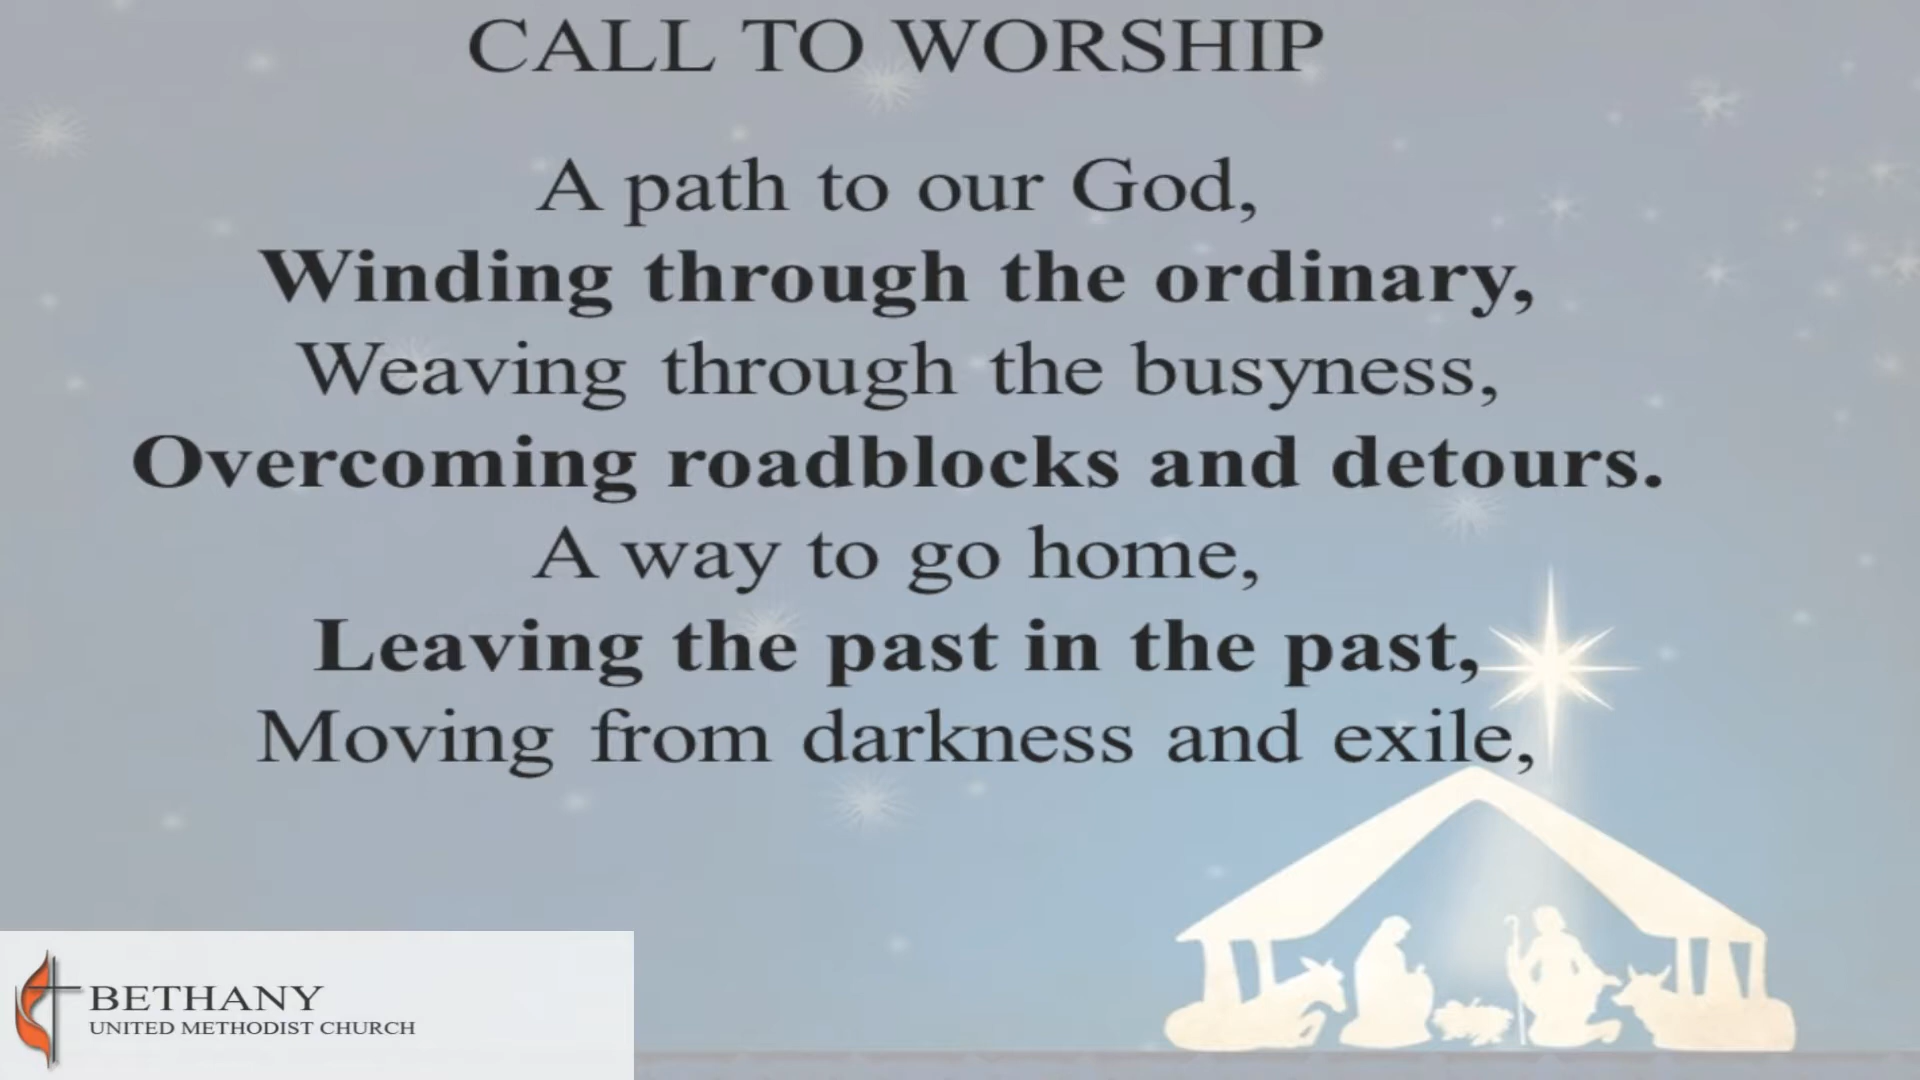 CALL TO WORSHIP
A path to our God,
Winding through the ordinary,
Weaving through the busyness,
Overcoming roadblocks and detours.
A way to go home,
Leaving the past in the past,
Moving from darkness and exile,
BETHANY
UNITED METHODIST CHURCH